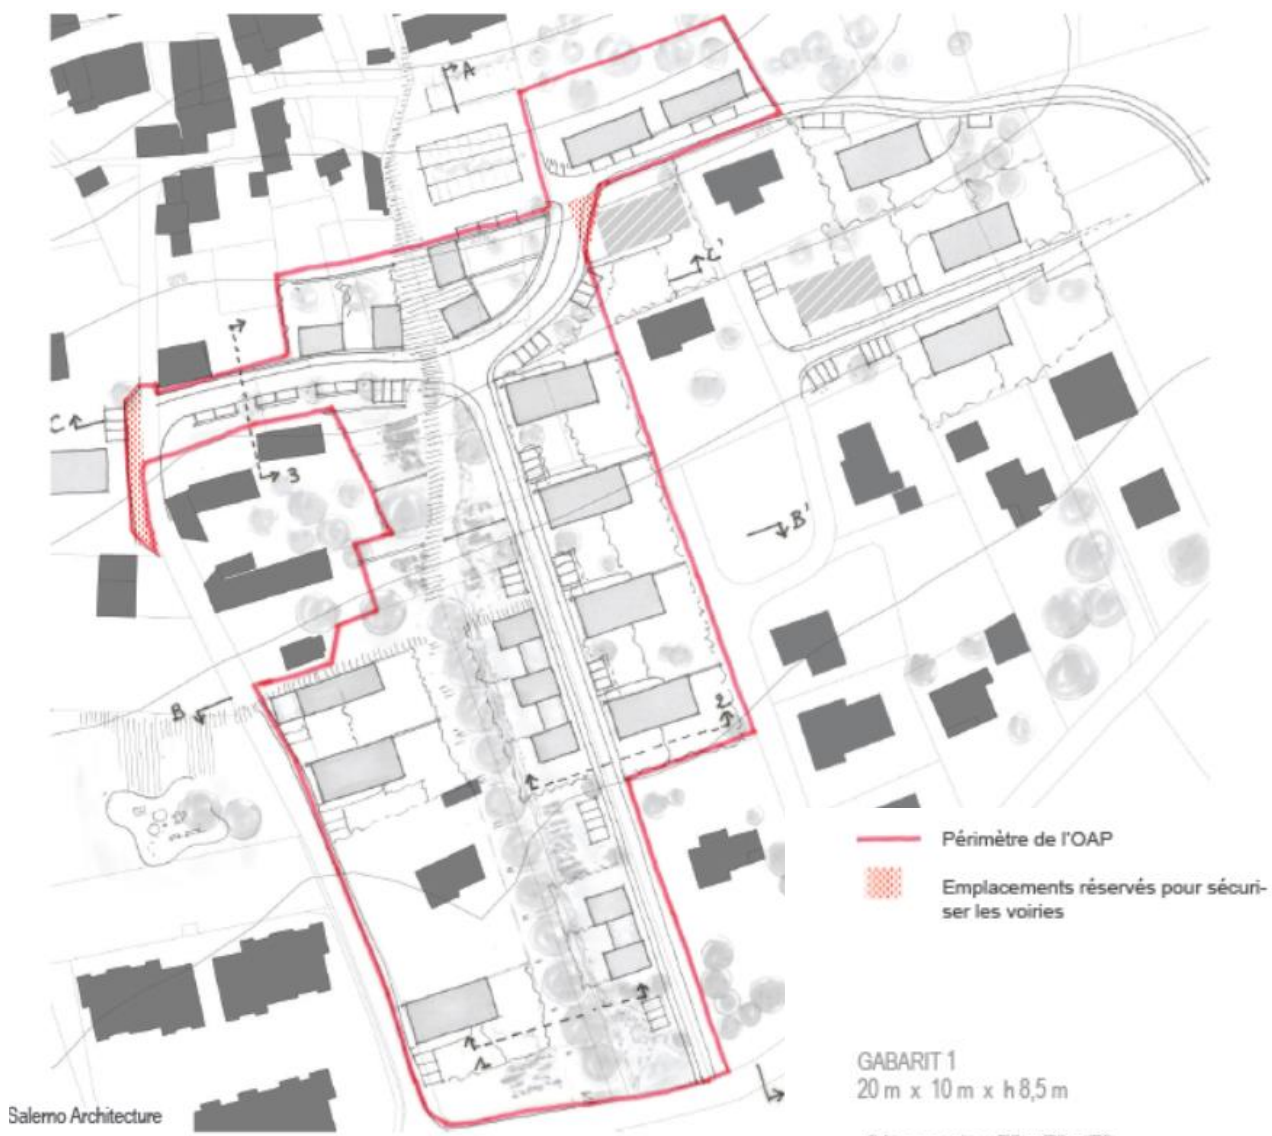 A
C'
C
3
B'
B
2
1
Périmètre de l'OAP
Emplacements réservés pour sécuri-
ser les voiries
GABARIT 1
20 m x 10 m x h 8,5 m
Salerno Architecture